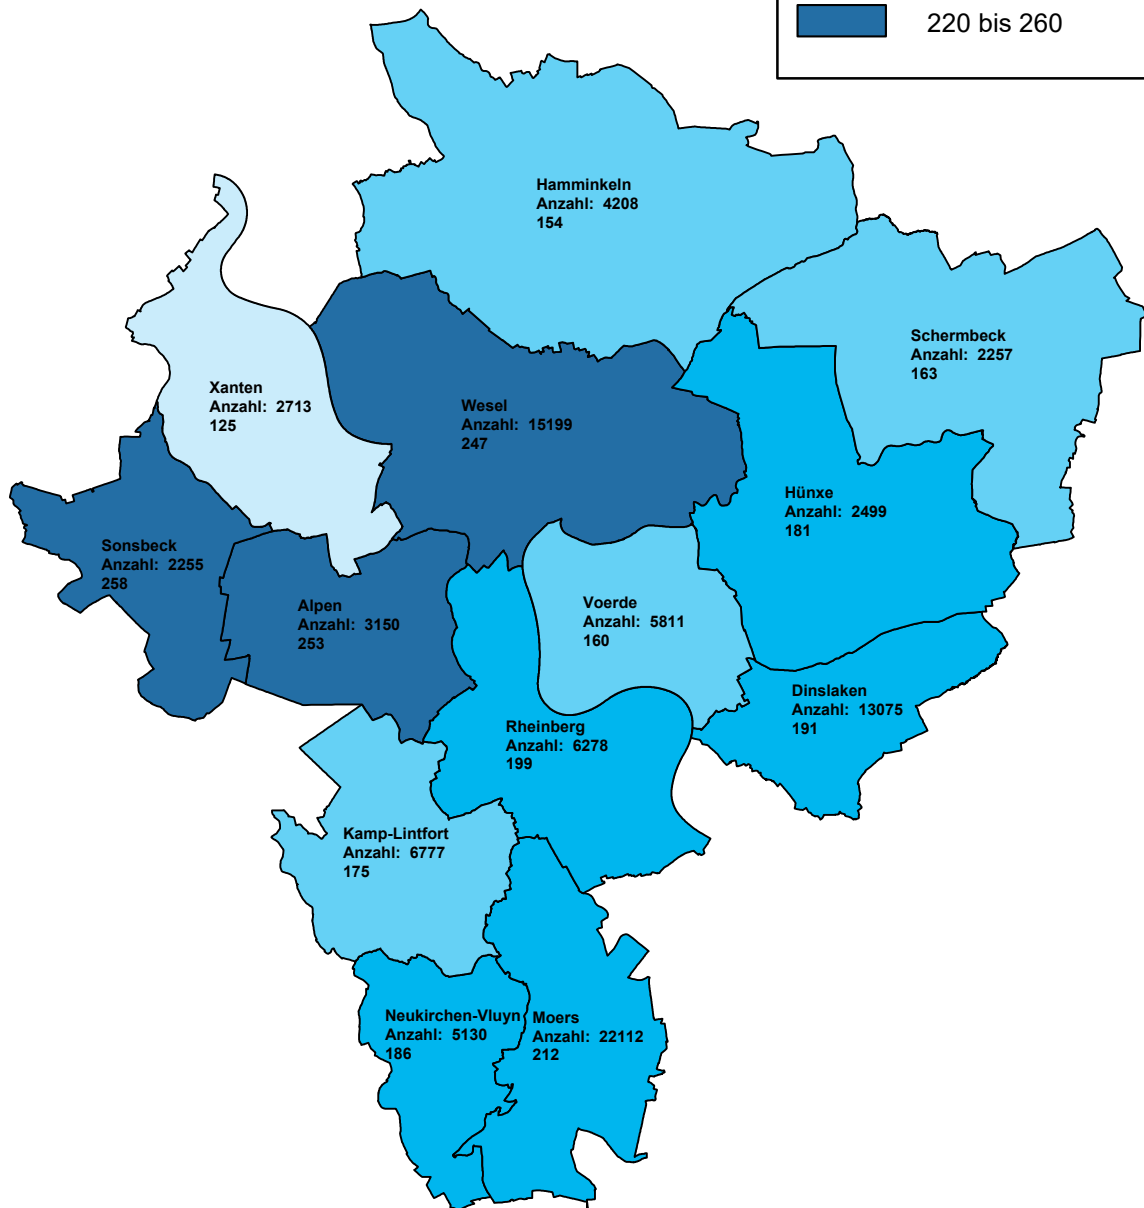 220 bis 260
Hamminkeln
Anzahl: 4208
154
Schermbeck
Anzahl: 2257
163
Xanten
Anzahl: 2713
125
Wesel
Anzahl: 15199
247
Hünxe
Anzahl: 2499
181
Sonsbeck
Anzahl: 2255
258
Alpen
Anzahl: 3150
253
Voerde
Anzahl: 5811
160
Dinslaken
Anzahl: 13075
191
Rheinberg
Anzahl: 6278
199
Kamp-Lintfort
Anzahl: 6777
175
Neukirchen-Vluyn
Anzahl: 5130
186
Moers
Anzahl: 22112
212